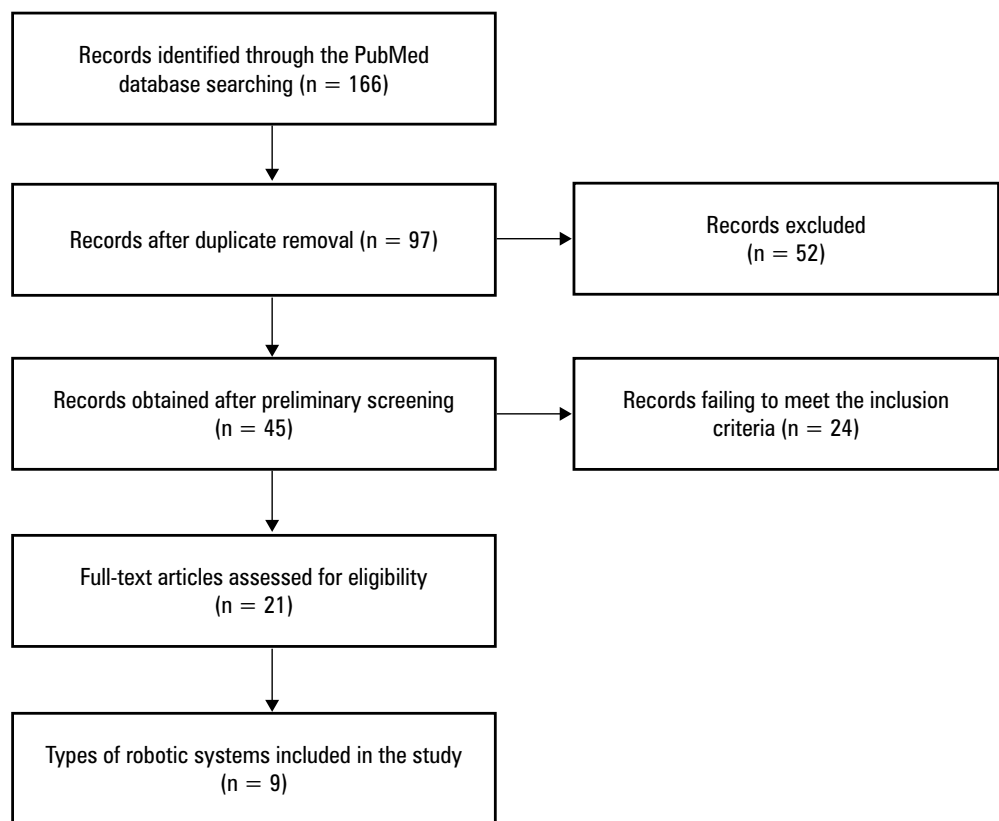 Records identified through the PubMed
database searching (n = 166)
Records after duplicate removal (n = 97)
Records excluded
(n = 52)
Records obtained after preliminary screening
(n = 45)
Records failing to meet the inclusion
criteria (n = 24)
Full-text articles assessed for eligibility
(n = 21)
Types of robotic systems included in the study
(n = 9)